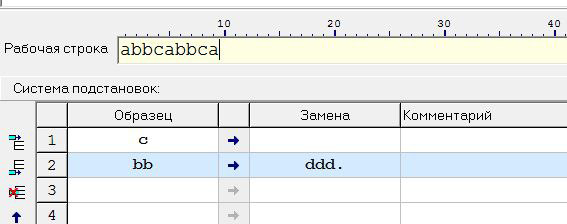 10 20 30 40
Рабочая строка abbcabbca
Система подстановок:
Образец Замена Комментарий
1 c
2 bb ddd.
3
4